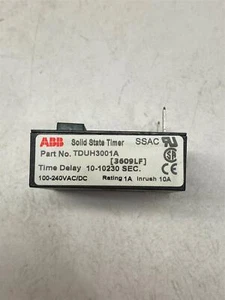 ABB Solid State Timer SSAC
Part No. TDUH3001A
[3609LF]
Time Delay 10-10230 SEC.
100-240VAC/DC Rating 1A Inrush 10A